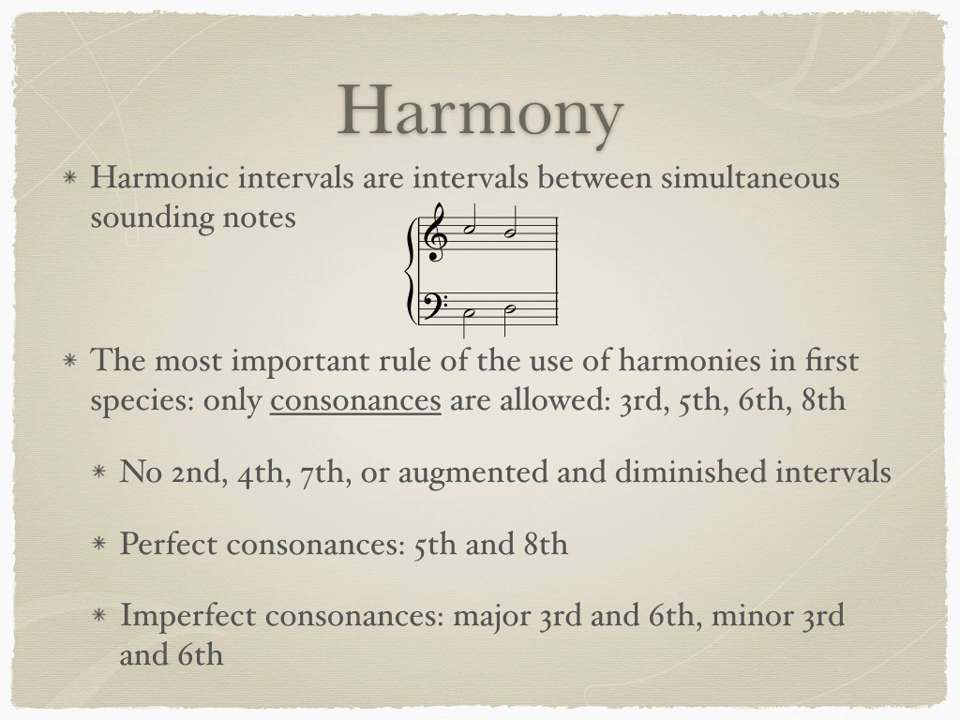 Harmony
Harmonic intervals are intervals between simultaneous
sounding notes
The most important rule of the use of harmonies in first
species: only consonances are allowed: 3rd, 5th, 6th, 8th
No 2nd, 4th, 7th, or augmented and diminished intervals
Perfect consonances: 5th and 8th
Imperfect consonances: major 3rd and 6th, minor 3rd
and 6th